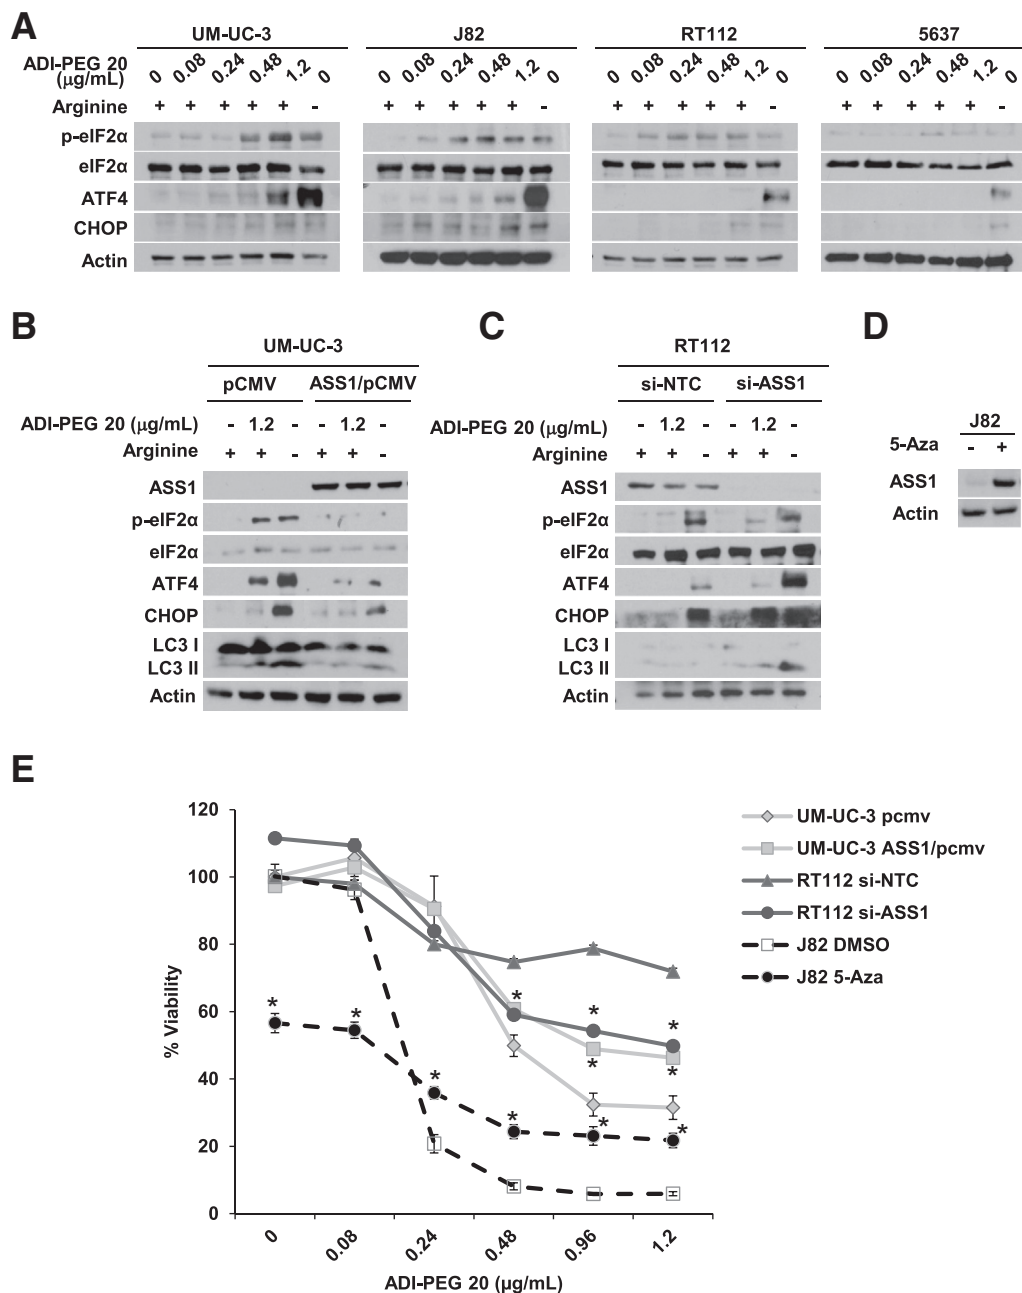 A
UM-UC-3 J82 RT112 5637
ADI-PEG 20 (μg/mL) 0 0.08 0.24 0.48 1.2 0 0 0.08 0.24 0.48 1.2 0 0 0.08 0.24 0.48 1.2 0 0 0.08 0.24 0.48 1.2 0
Arginine + + + + + - + + + + + - + + + + + - + + + + + -
p-eIF2α
eIF2α
ATF4
CHOP
Actin
B
UM-UC-3
pCMV ASS1/pCMV
ADI-PEG 20 (μg/mL) - 1.2 - - 1.2 -
Arginine + + - + + -
ASS1
p-eIF2α
eIF2α
ATF4
CHOP
LC3 I
LC3 II
Actin
C
RT112
si-NTC si-ASS1
ADI-PEG 20 (μg/mL) - 1.2 - - 1.2 -
Arginine + + - + + -
ASS1
p-eIF2α
eIF2α
ATF4
CHOP
LC3 I
LC3 II
Actin
D
J82
5-Aza - +
ASS1
Actin
E
% Viability
120
100
80
60
40
20
0
* * * * * * * * * * *
0 0.08 0.24 0.48 0.96 1.2
ADI-PEG 20 (μg/mL)
UM-UC-3 pcmv
UM-UC-3 ASS1/pcmv
RT112 si-NTC
RT112 si-ASS1
J82 DMSO
J82 5-Aza